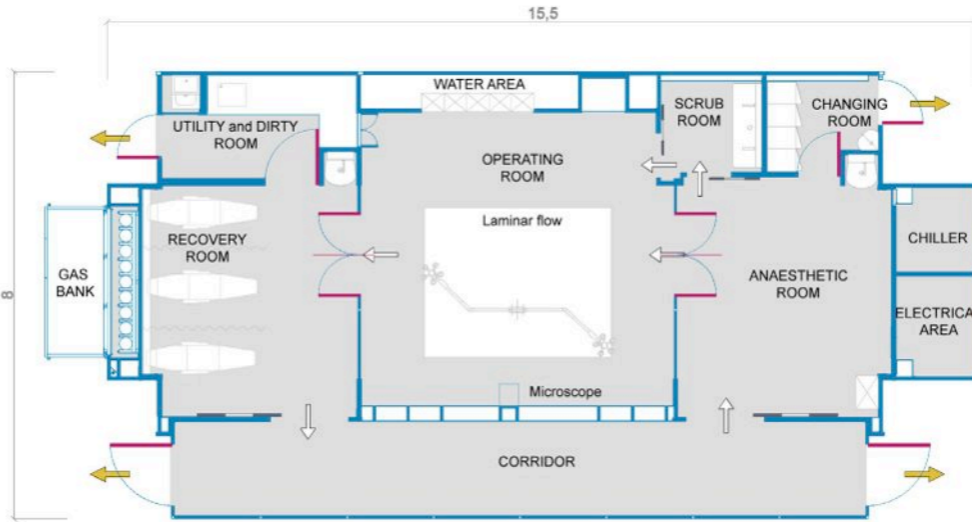 15,5
WATER AREA
SCRUB
ROOM
CHANGING
ROOM
UTILITY and DIRTY
ROOM
OPERATING
ROOM
Laminar flow
RECOVERY
ROOM
CHILLER
GAS
BANK
ANAESTHETIC
ROOM
8
ELECTRICA
AREA
Microscope
CORRIDOR